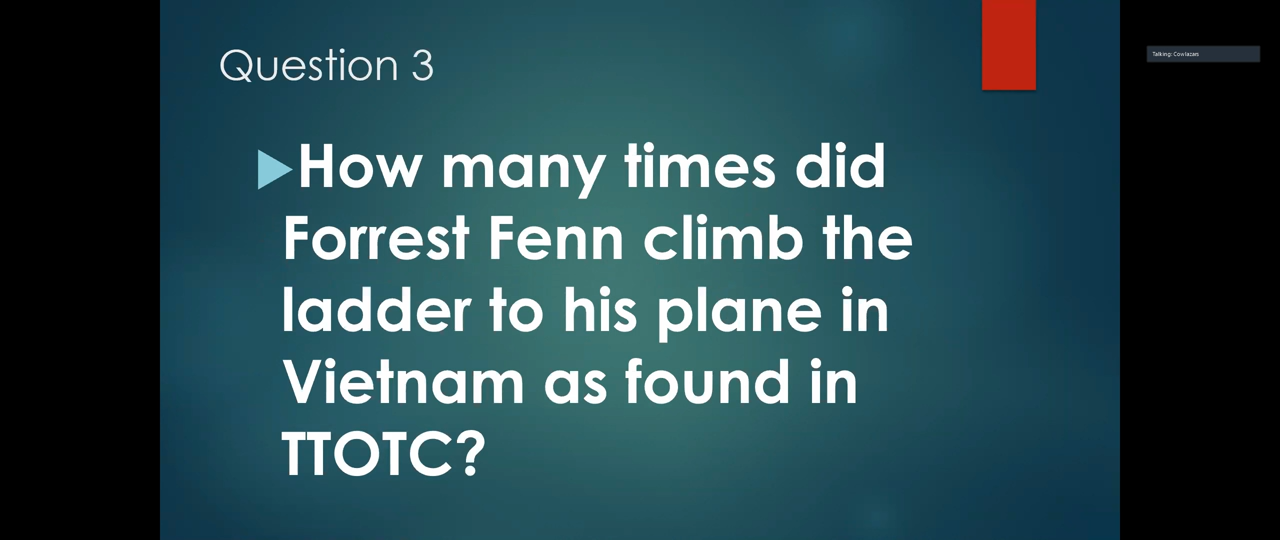 Question 3
Talking: Cowlazars
How many times did
Forrest Fenn climb the
ladder to his plane in
Vietnam as found in
TTOTC?